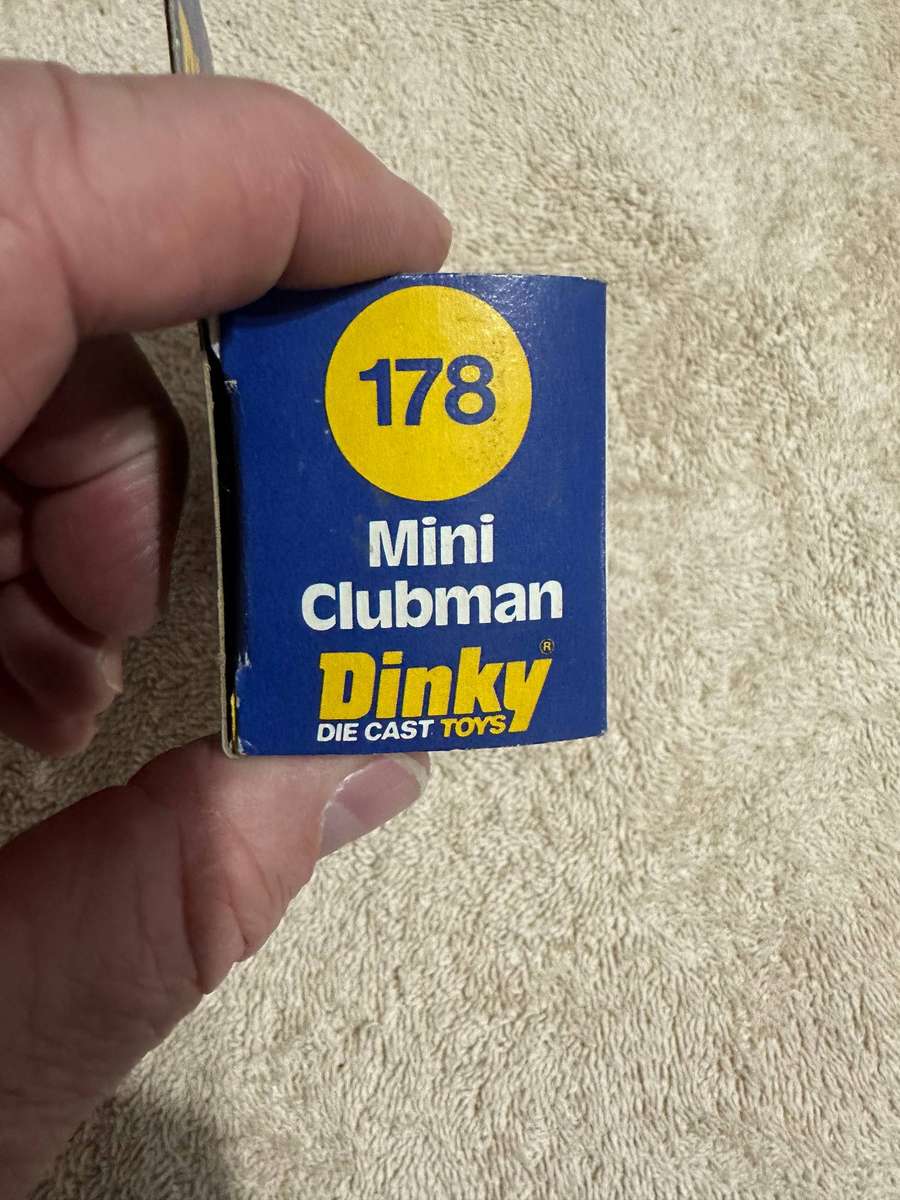 178
Mini
Clubman
Dinky®
DIE CAST TOYS